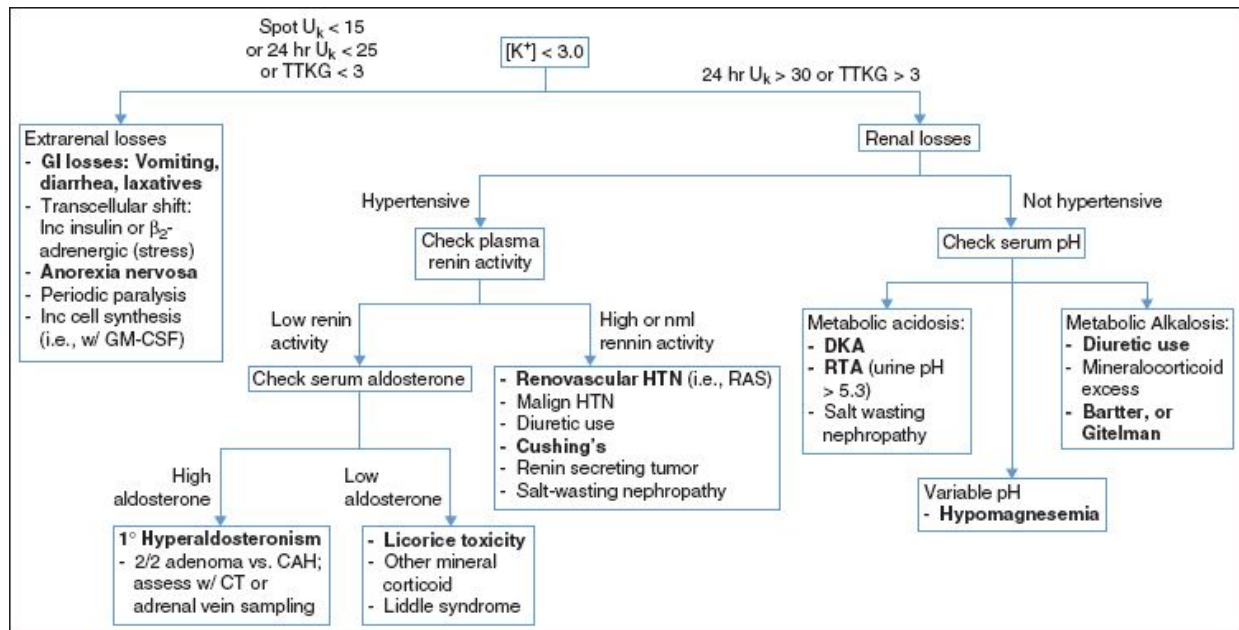 Spot Uk < 15
or 24 hr Uk < 25
or TTKG < 3
[K+] < 3.0
24 hr Uk > 30 or TTKG > 3
Extrarenal losses
- GI losses: Vomiting,
diarrhea, laxatives
- Transcellular shift:
Inc insulin or β2-
adrenergic (stress)
- Anorexia nervosa
- Periodic paralysis
- Inc cell synthesis
(i.e., w/ GM-CSF)
Renal losses
Hypertensive
Not hypertensive
Check plasma
renin activity
Check serum pH
Low renin
activity
High or nml
rennin activity
Check serum aldosterone
- Renovascular HTN (i.e., RAS)
- Malign HTN
- Diuretic use
- Cushing's
- Renin secreting tumor
- Salt-wasting nephropathy
Metabolic acidosis:
- DKA
- RTA (urine pH
> 5.3)
- Salt wasting
nephropathy
Metabolic Alkalosis:
- Diuretic use
- Mineralocorticoid
excess
- Bartter, or
Gitelman
High
aldosterone
Low
aldosterone
Variable pH
- Hypomagnesemia
1° Hyperaldosteronism
- 2/2 adenoma vs. CAH;
assess w/ CT or
adrenal vein sampling
- Licorice toxicity
- Other mineral
corticoid
- Liddle syndrome